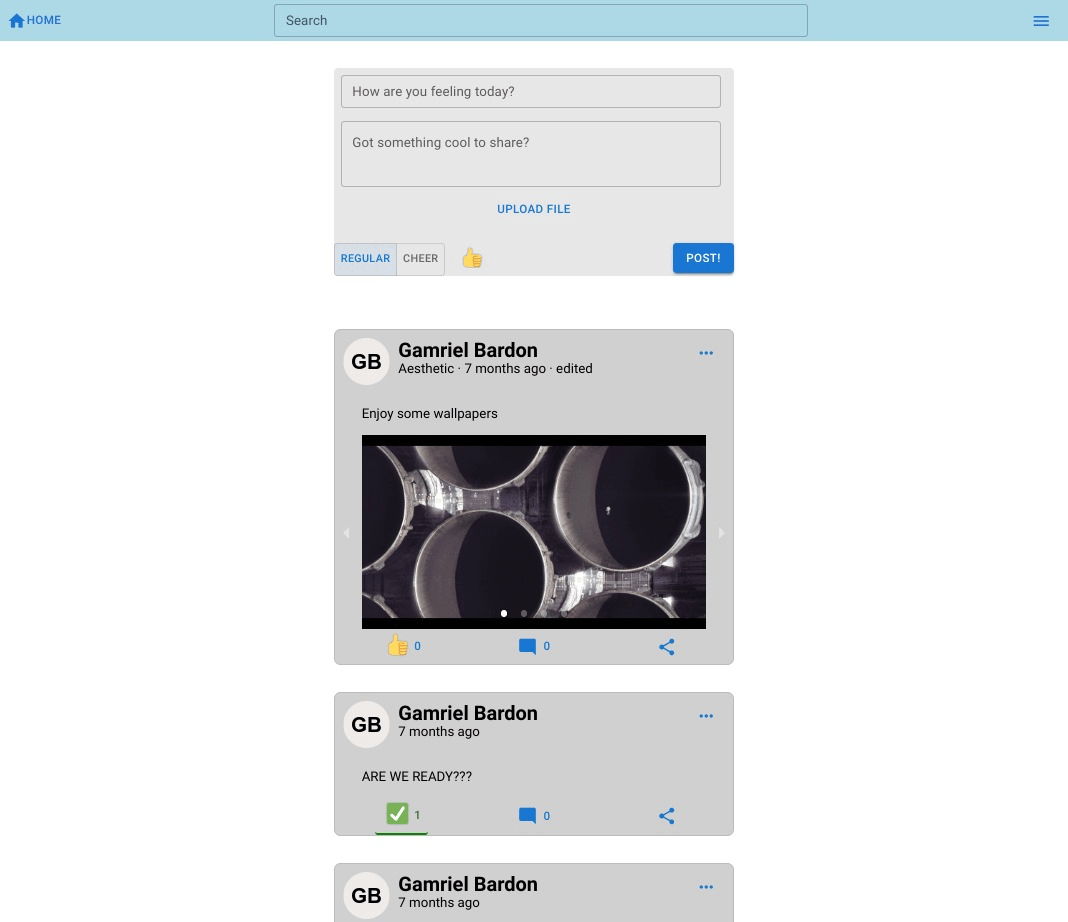 HOME
Search
How are you feeling today?
Got something cool to share?
UPLOAD FILE
REGULAR CHEER
POST!
GB
Gamriel Bardon
Aesthetic · 7 months ago · edited
Enjoy some wallpapers
0
0
GB
Gamriel Bardon
7 months ago
ARE WE READY???
1
0
GB
Gamriel Bardon
7 months ago